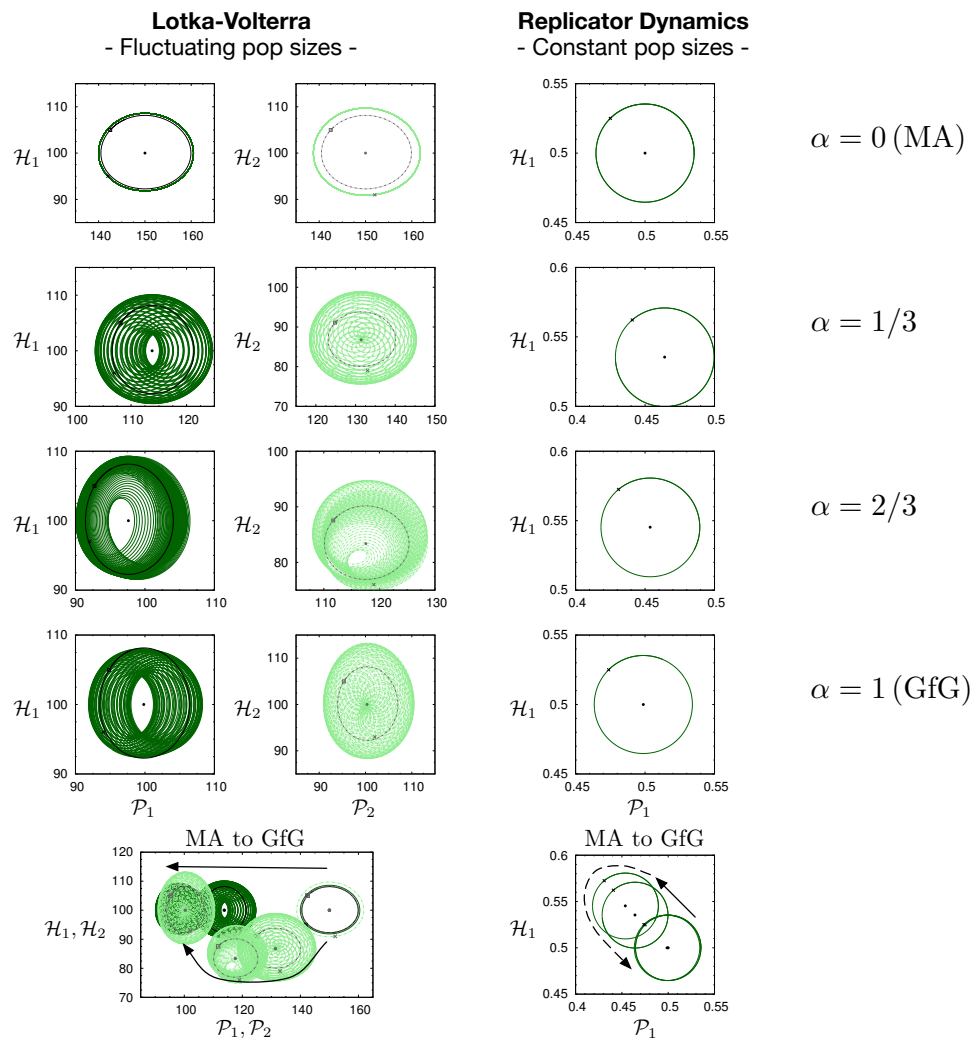 Lotka-Volterra
- Fluctuating pop sizes -
Replicator Dynamics
- Constant pop sizes -
110
100
90
140 150 160
H₁
110
100
90
140 150 160
H₂
0.55
0.5
0.45
0.45 0.5 0.55
H₁
α = 0 (MA)
110
100
90
100 110 120
H₁
100
90
80
70
120 130 140 150
H₂
0.6
0.55
0.5
0.4 0.45 0.5
H₁
α = 1/3
110
100
90
90 100 110
H₁
100
90
80
110 120 130
H₂
0.6
0.55
0.5
0.4 0.45 0.5
H₁
α = 2/3
110
100
90
90 100 110
H₁
P₁
110
100
90
90 100 110
H₂
P₂
0.55
0.5
0.45
0.45 0.5 0.55
H₁
α = 1 (GfG)
MA to GfG
120
110
100
90
80
70
100 120 140 160
H₁, H₂
P₁, P₂
MA to GfG
0.6
0.55
0.5
0.45
0.4 0.45 0.5 0.55
H₁
P₁